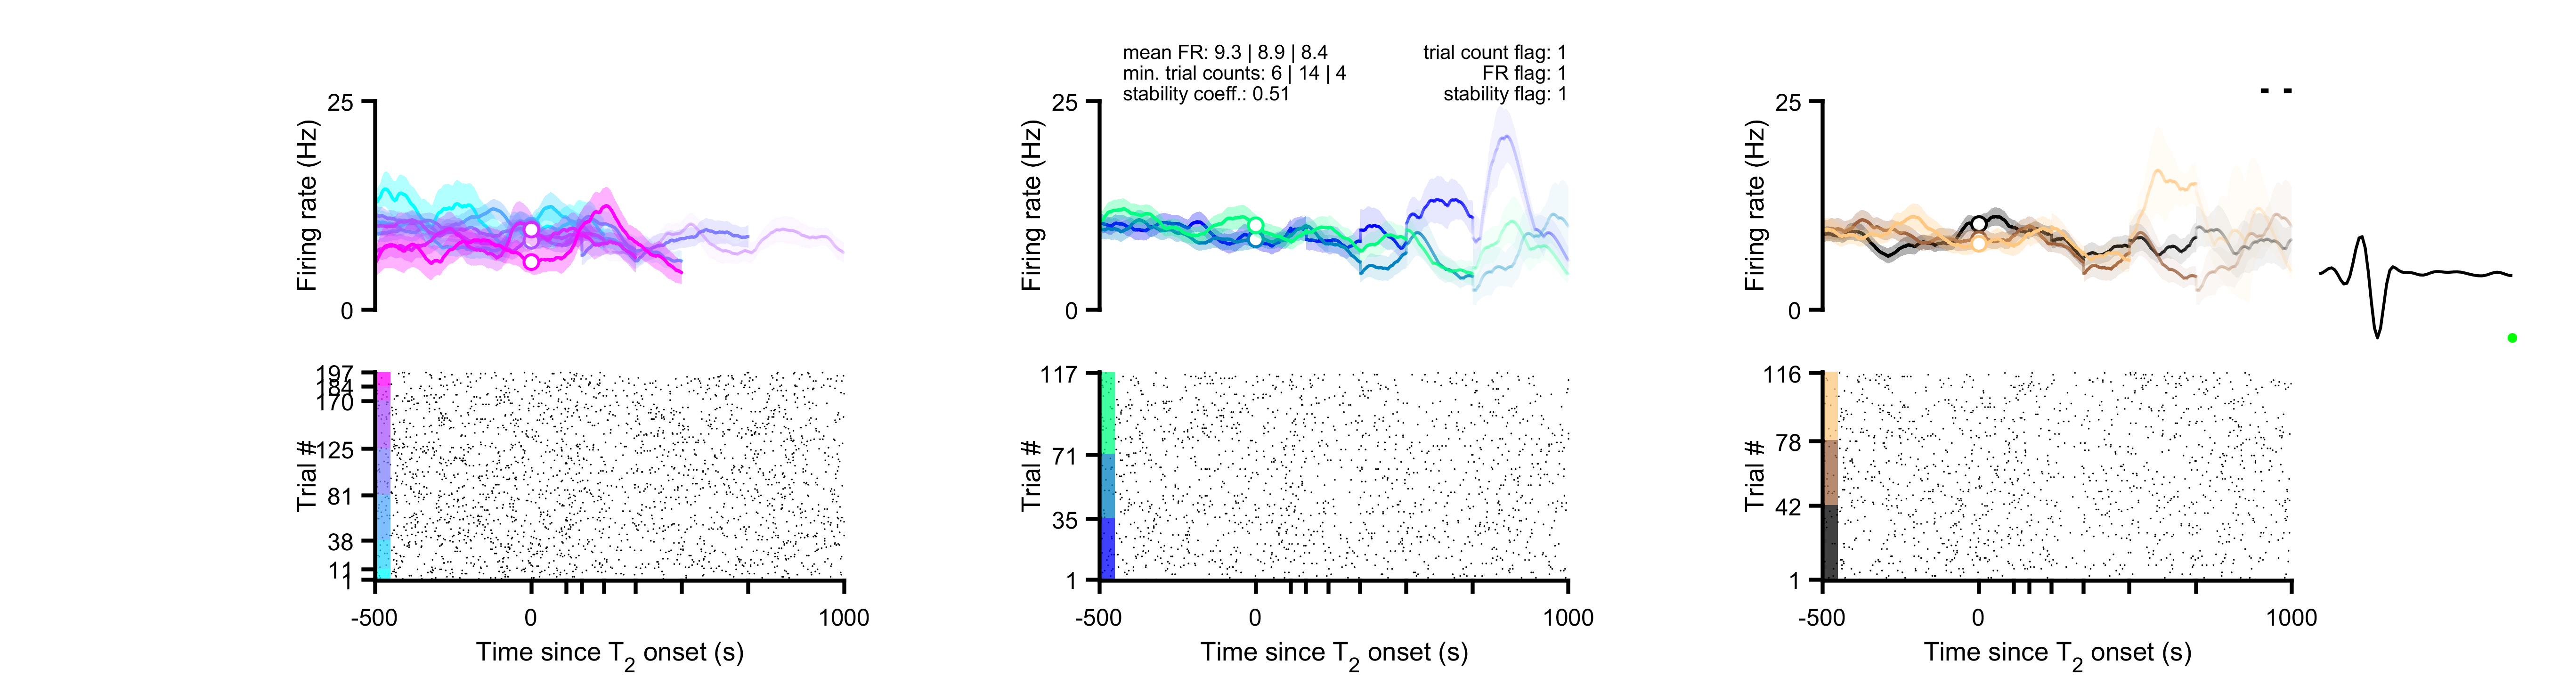 mean FR: 9.3 | 8.9 | 8.4
min. trial counts: 6 | 14 | 4
stability coeff.: 0.51
trial count flag: 1
FR flag: 1
stability flag: 1
25
Firing rate (Hz)
0
25
Firing rate (Hz)
0
25
Firing rate (Hz)
0
197
184
170
125
81
38
11
1
Trial #
-500
0
1000
Time since T2 onset (s)
117
71
35
1
Trial #
-500
0
1000
Time since T2 onset (s)
116
78
42
1
Trial #
-500
0
1000
Time since T2 onset (s)